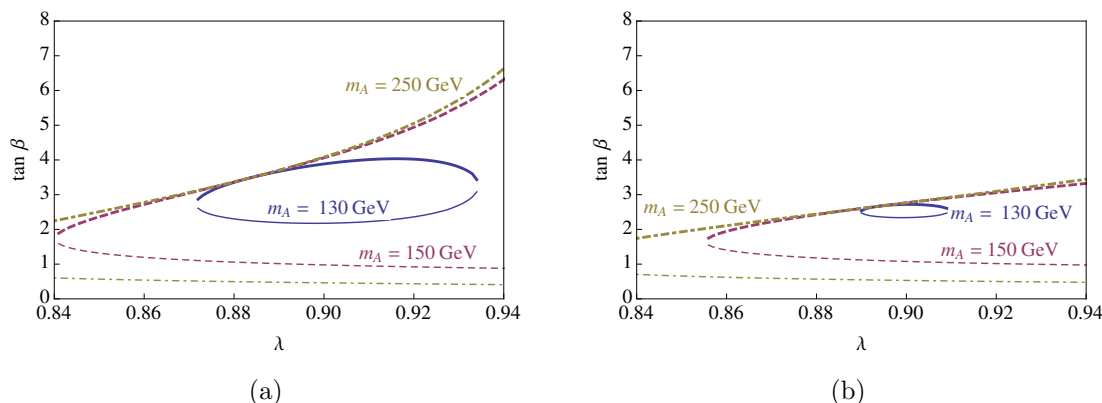 8
7
6
5
4
3
2
1
0
tan β
m_A = 250 GeV
m_A = 130 GeV
m_A = 150 GeV
0.84 0.86 0.88 0.90 0.92 0.94
λ
(a)
8
7
6
5
4
3
2
1
0
tan β
m_A = 250 GeV
m_A = 130 GeV
m_A = 150 GeV
0.84 0.86 0.88 0.90 0.92 0.94
λ
(b)